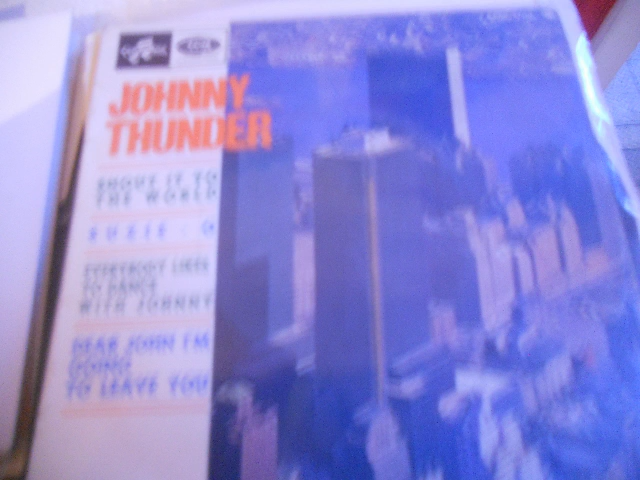 JOHNNY
THUNDER
SHOUT IT TO
THE WORLD
SUZIE - Q
EVERYBODY LIKES
TO DANCE
WITH JOHNNY
DEAR JOHN I'M
GOING
TO LEAVE YOU